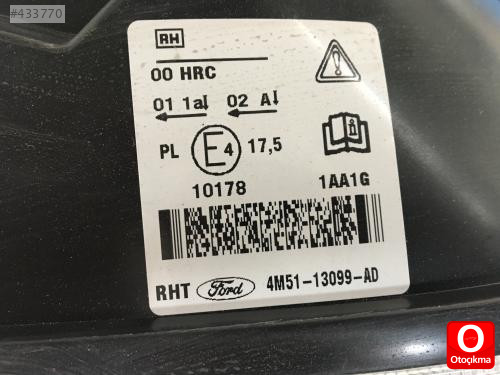 #433770
RH
00 HRC
01 1a↓ 02 A↓
PL E4 17,5
10178 1AA1G
RHT Ford 4M51-13099-AD
O
Otoçıkma